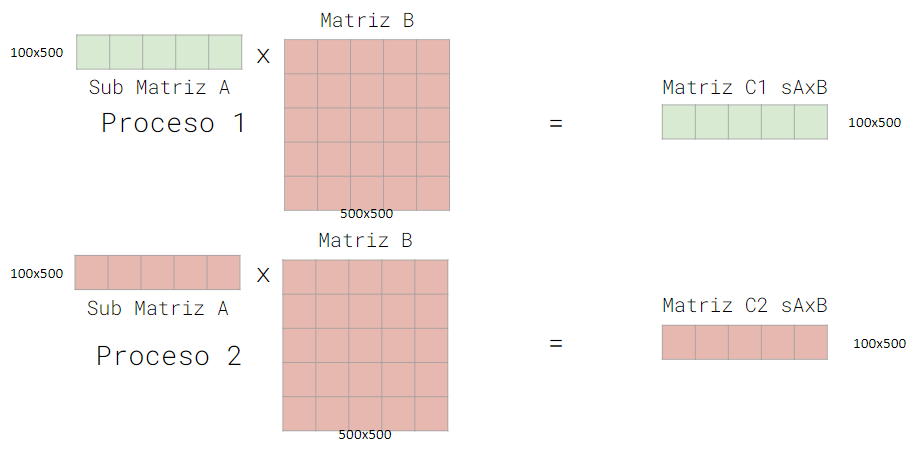 Matriz B
100x500
X
Sub Matriz A
Proceso 1
=
Matriz C1 sAxB
100x500
500x500
Matriz B
100x500
X
Sub Matriz A
Proceso 2
=
Matriz C2 sAxB
100x500
500x500